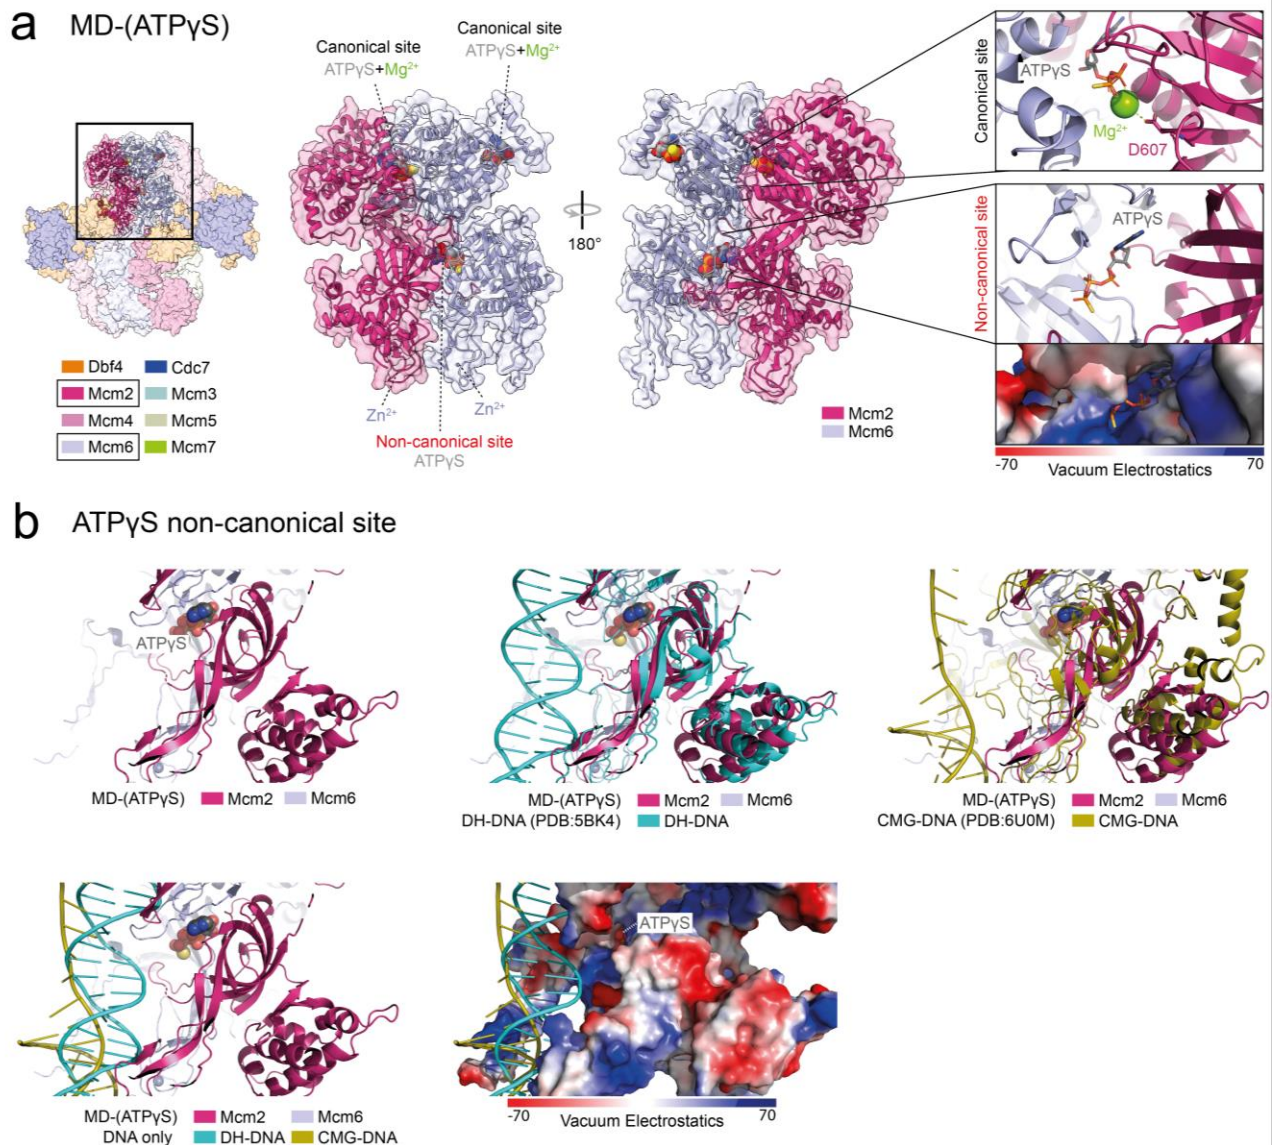 a MD-(ATPγS)
Canonical site
ATPγS+Mg²⁺
Canonical site
ATPγS+Mg²⁺
180°
Dbf4 Cdc7
Mcm2 Mcm3
Mcm4 Mcm5
Mcm6 Mcm7
Zn²⁺ Zn²⁺
Non-canonical site
ATPγS
Mcm2
Mcm6
Canonical site
ATPγS
Mg²⁺
D607
Non-canonical site
ATPγS
-70 70
Vacuum Electrostatics
b ATPγS non-canonical site
ATPγS
MD-(ATPγS) Mcm2 Mcm6
MD-(ATPγS) Mcm2 Mcm6
DH-DNA (PDB:5BK4) DH-DNA
MD-(ATPγS) Mcm2 Mcm6
CMG-DNA (PDB:6U0M) CMG-DNA
MD-(ATPγS) Mcm2 Mcm6
DNA only DH-DNA CMG-DNA
ATPγS
-70 70
Vacuum Electrostatics